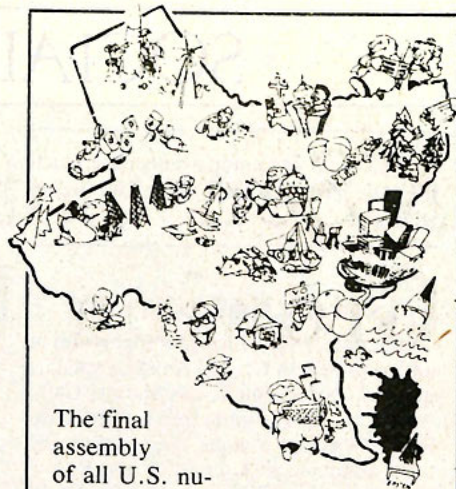 The final
assembly
of all U.S. nu-